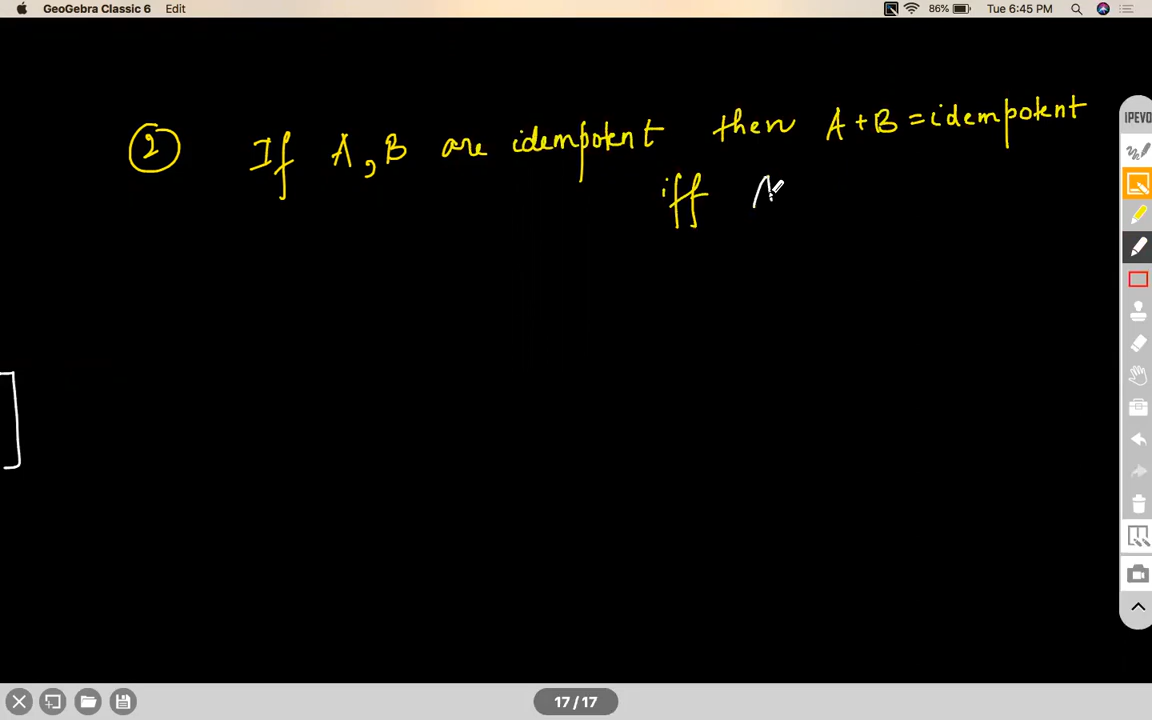 GeoGebra Classic 6 Edit 86% Tue 6:45 PM
② If A, B are idempotent then A + B = idempotent
iff
IPEVO
17 / 17